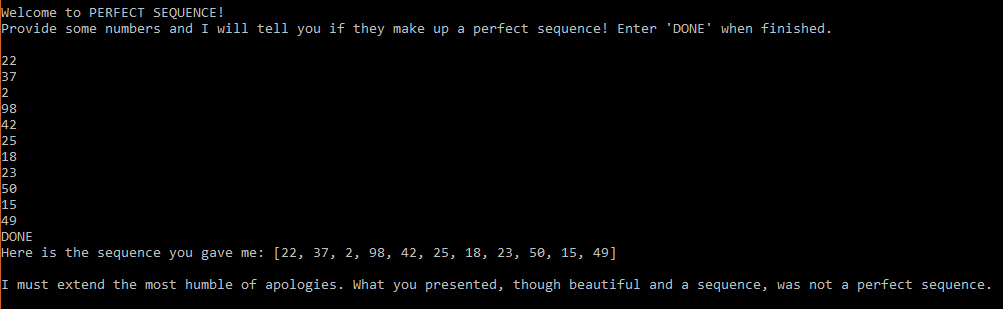 Welcome to PERFECT SEQUENCE!
Provide some numbers and I will tell you if they make up a perfect sequence! Enter 'DONE' when finished.
22
37
2
98
42
25
18
23
50
15
49
DONE
Here is the sequence you gave me: [22, 37, 2, 98, 42, 25, 18, 23, 50, 15, 49]
I must extend the most humble of apologies. What you presented, though beautiful and a sequence, was not a perfect sequence.